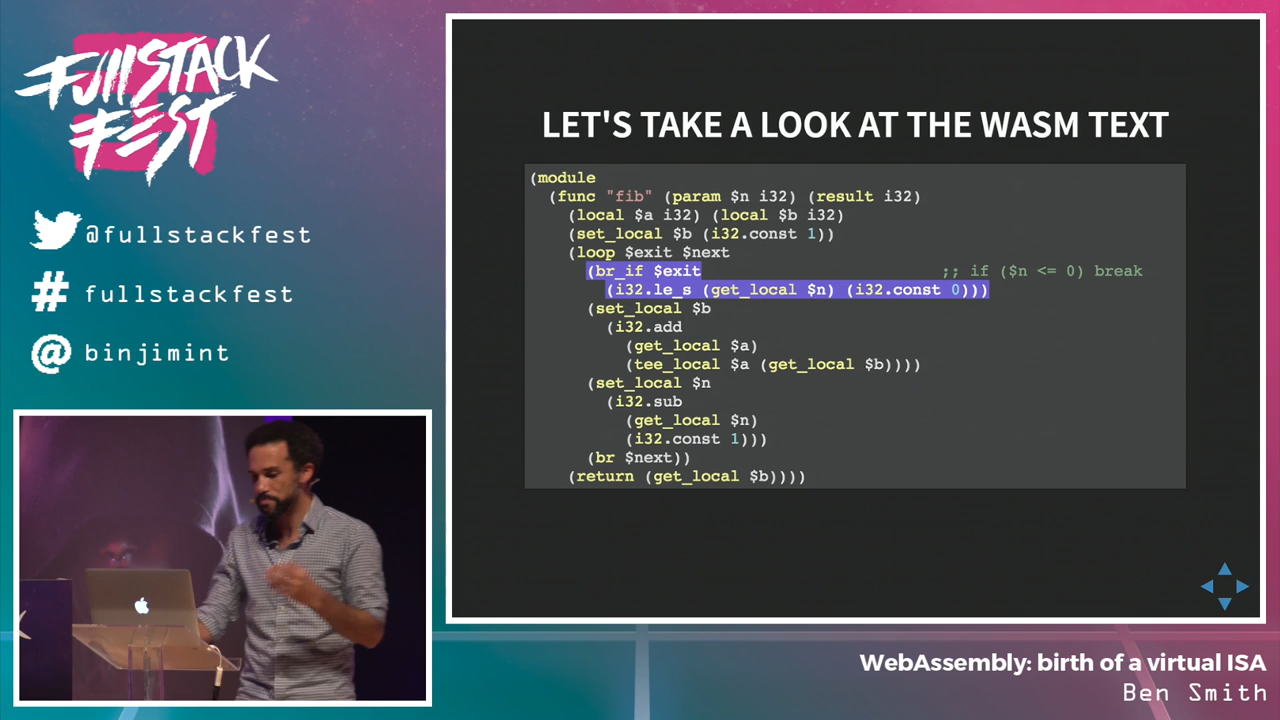 FullSTACK
FEST
@fullstackfest
# fullstackfest
@ binjimint
LET'S TAKE A LOOK AT THE WASM TEXT
(module
(func "fib" (param $n i32) (result i32)
(local $a i32) (local $b i32)
(set_local $b (i32.const 1))
(loop $exit $next
(br_if $exit ;; if ($n <= 0) break
(i32.le_s (get_local $n) (i32.const 0)))
(set_local $b
(i32.add
(get_local $a)
(tee_local $a (get_local $b))))
(set_local $n
(i32.sub
(get_local $n)
(i32.const 1)))
(br $next))
(return (get_local $b))))
WebAssembly: birth of a virtual ISA
Ben Smith